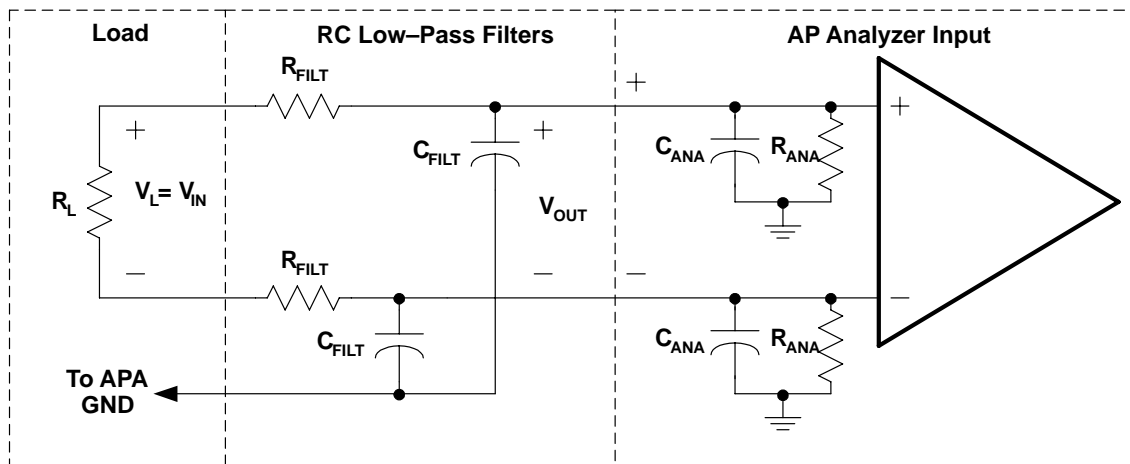 Load
RC Low–Pass Filters
AP Analyzer Input
R_FILT
+
+
+
+
C_FILT
C_ANA
R_ANA
R_L
V_L= V_IN
V_OUT
R_FILT
−
−
−
−
C_FILT
C_ANA
R_ANA
To APA
GND